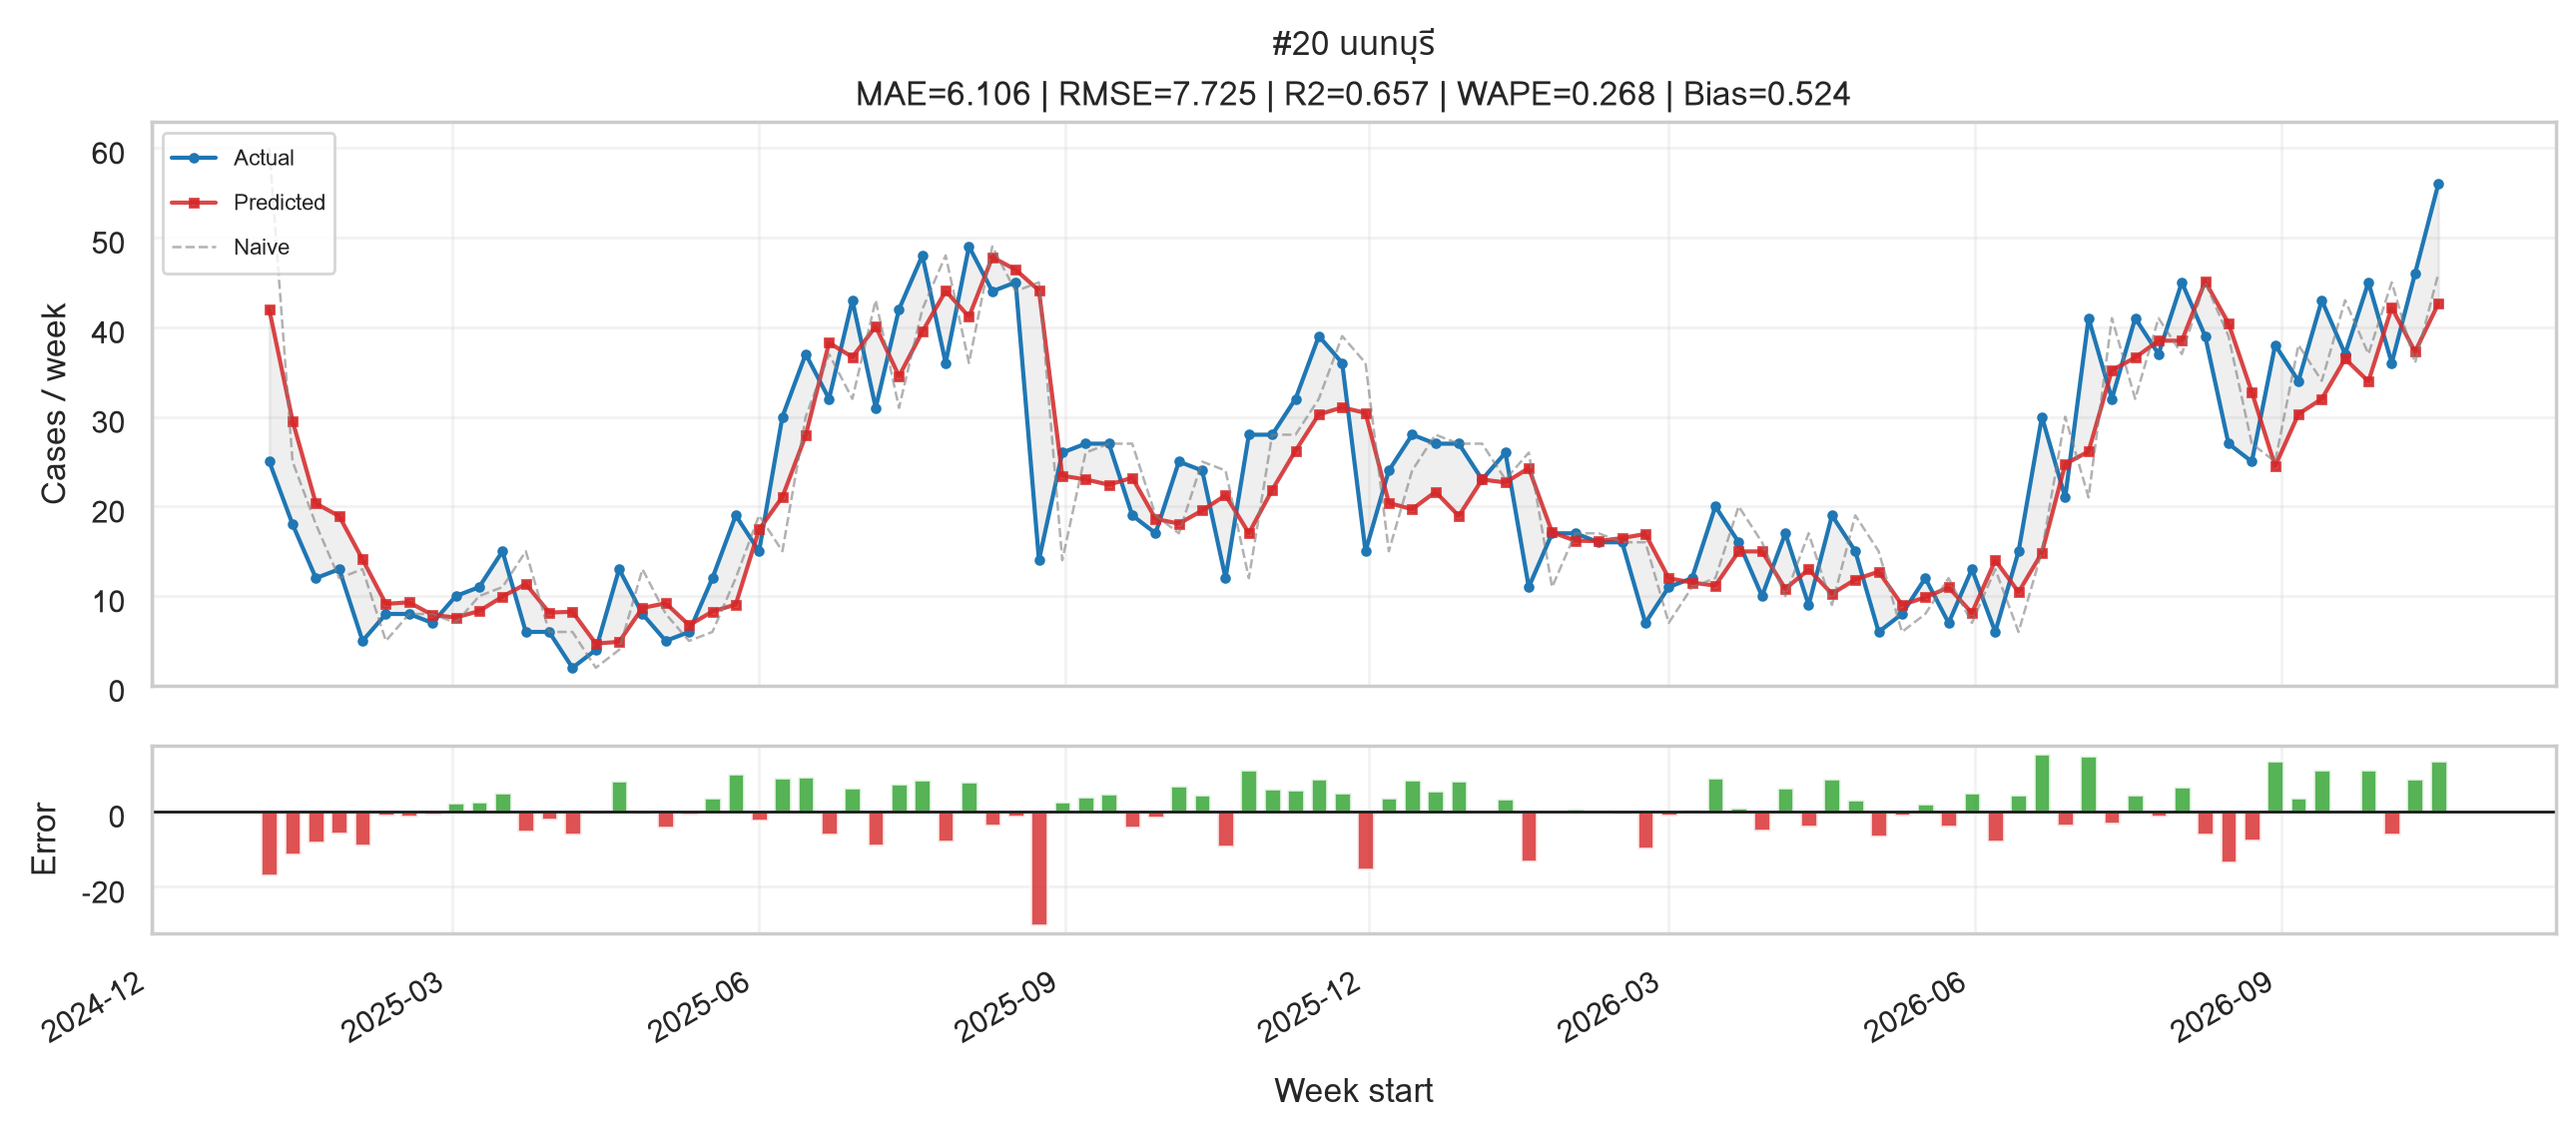 #20 นนทบุรี
MAE=6.106 | RMSE=7.725 | R2=0.657 | WAPE=0.268 | Bias=0.524
Actual
Predicted
Naive
60
50
40
30
20
10
0
Cases / week
0
-20
Error
2024-12
2025-03
2025-06
2025-09
2025-12
2026-03
2026-06
2026-09
Week start